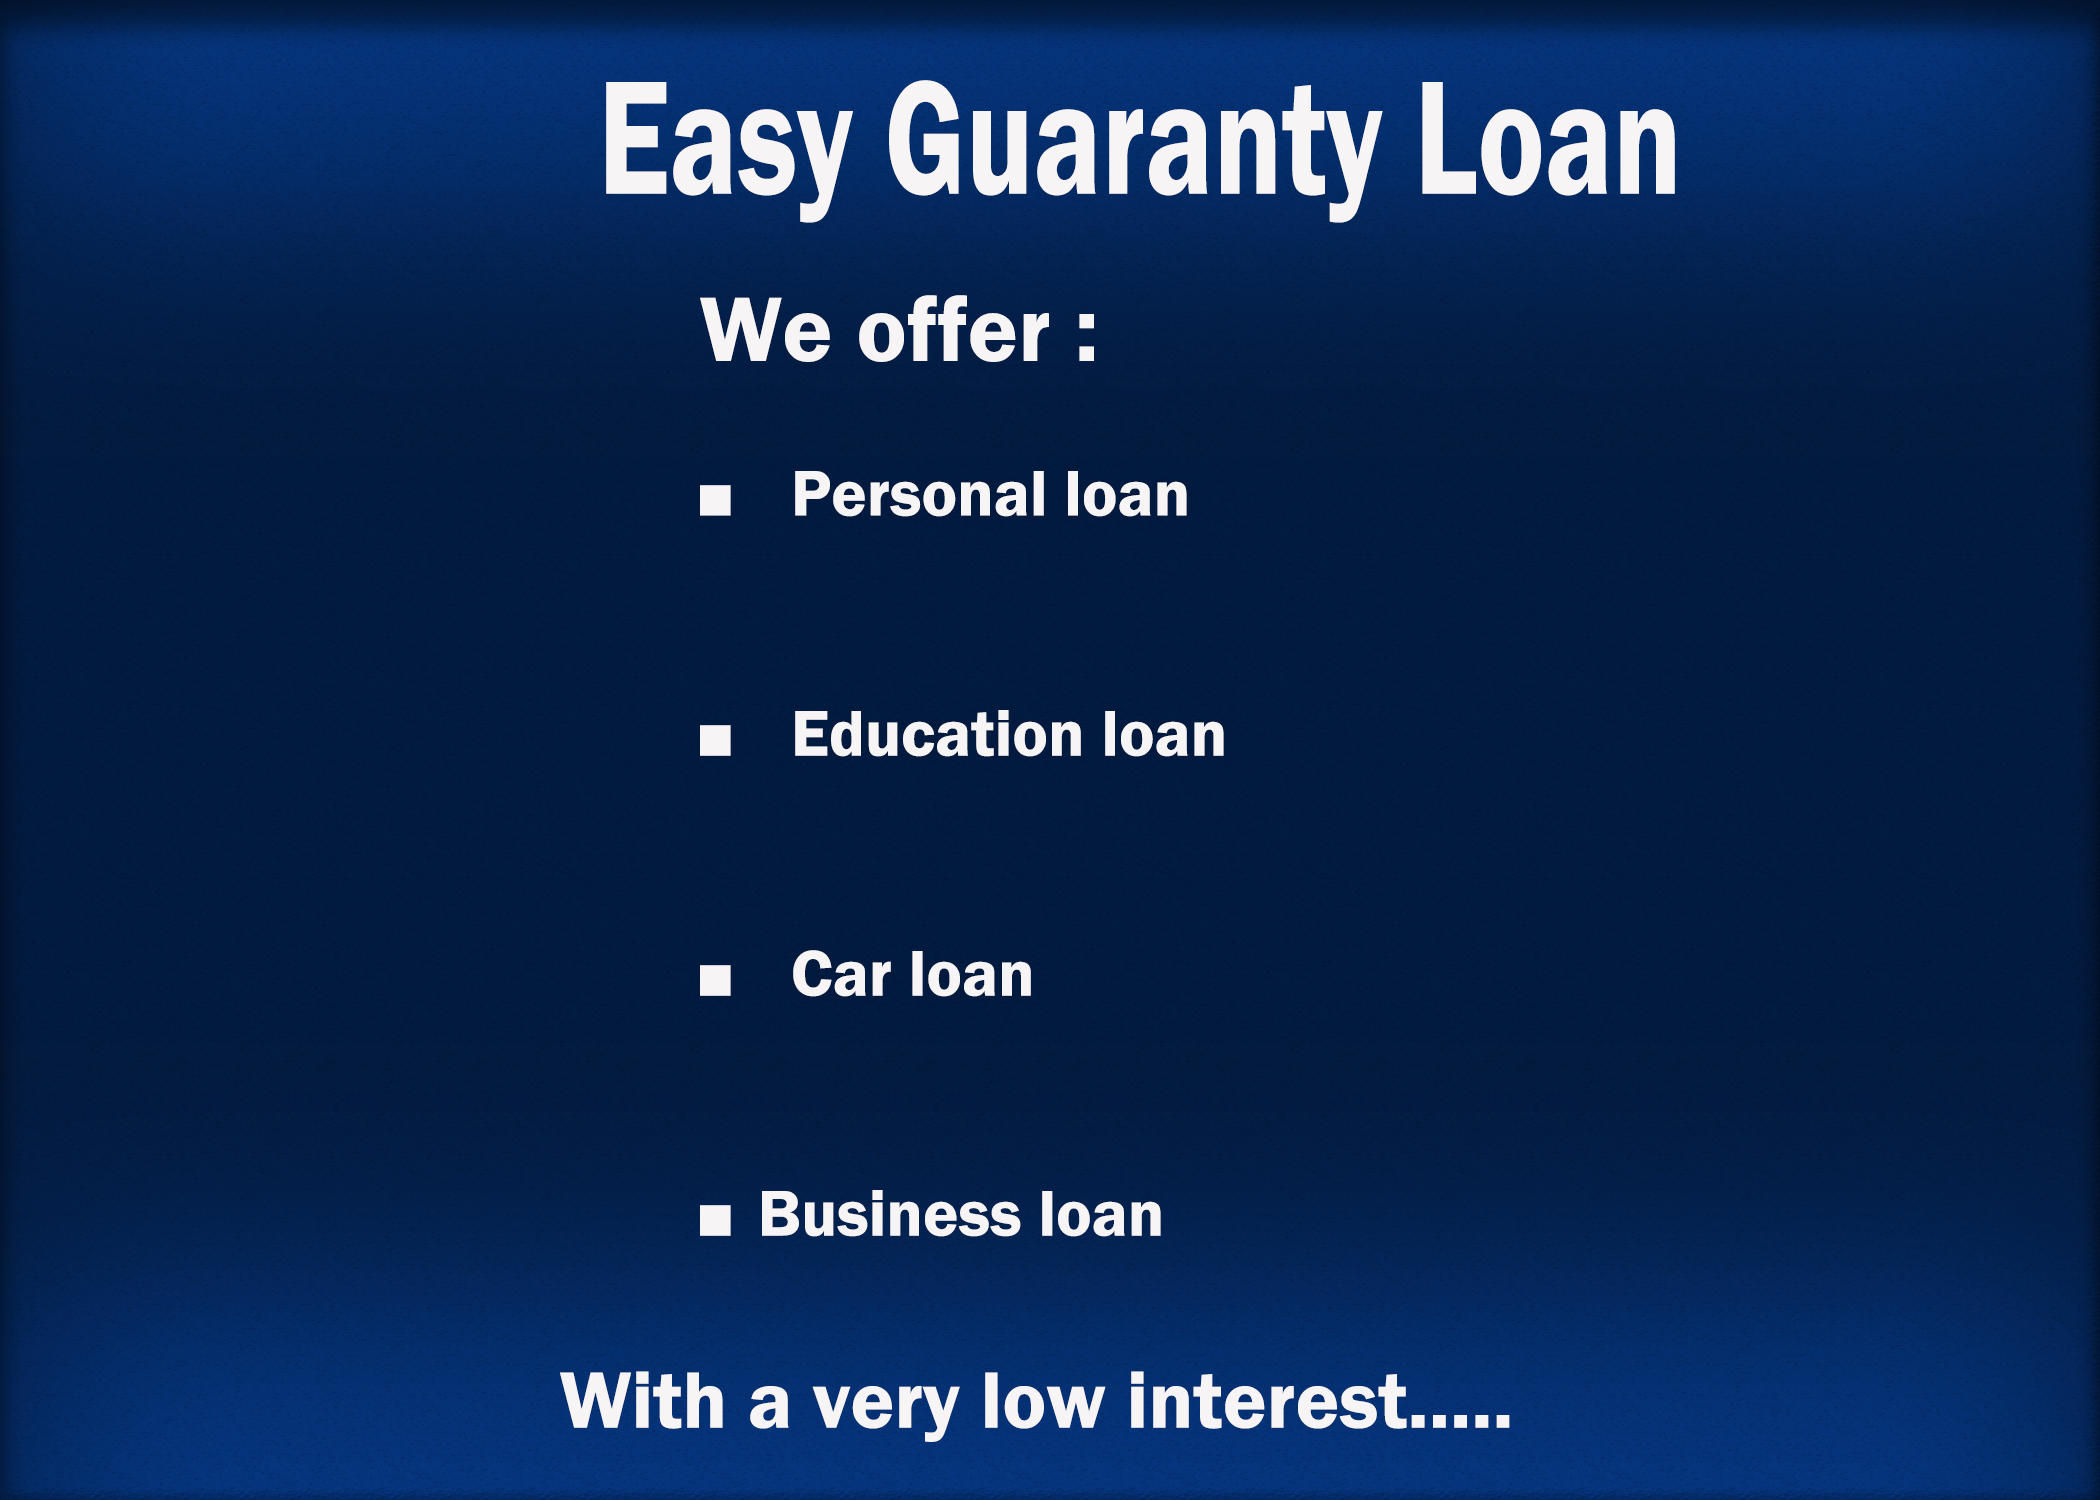 Easy Guaranty Loan
We offer :
■ Personal loan
■ Education loan
■ Car loan
■ Business loan
With a very low interest.....